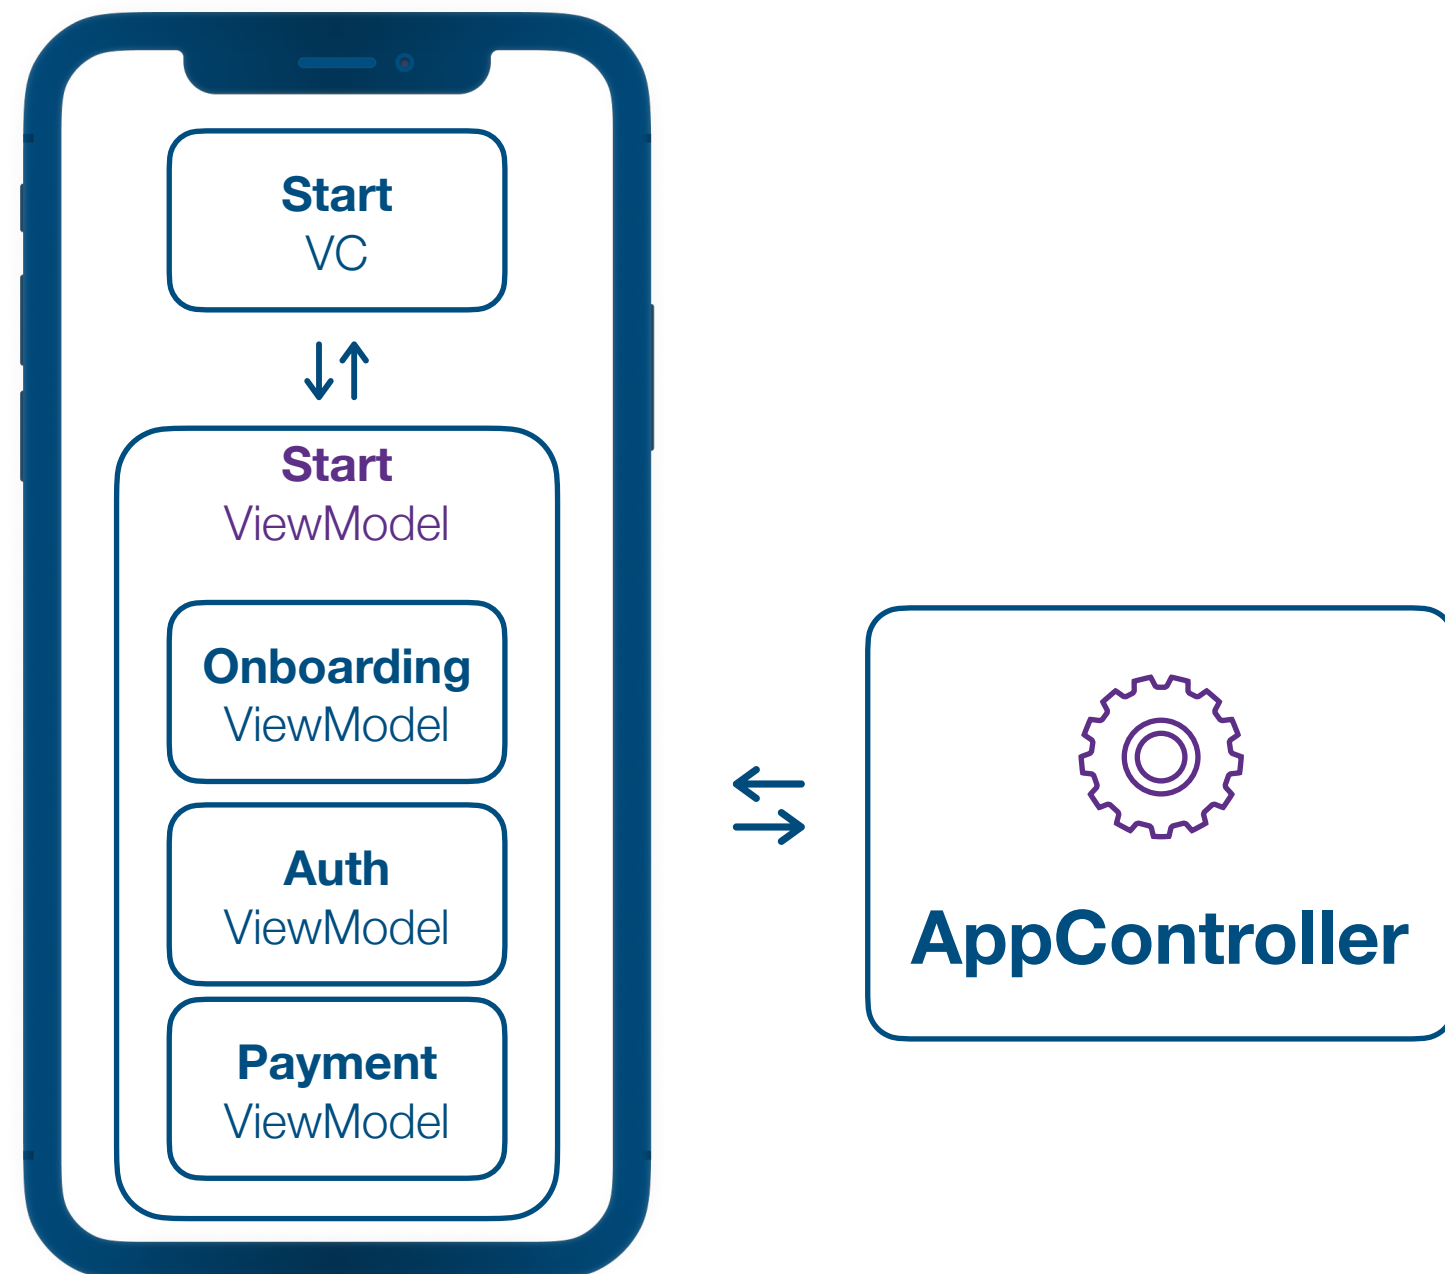 Start
VC
Start
ViewModel
Onboarding
ViewModel
Auth
ViewModel
Payment
ViewModel
AppController